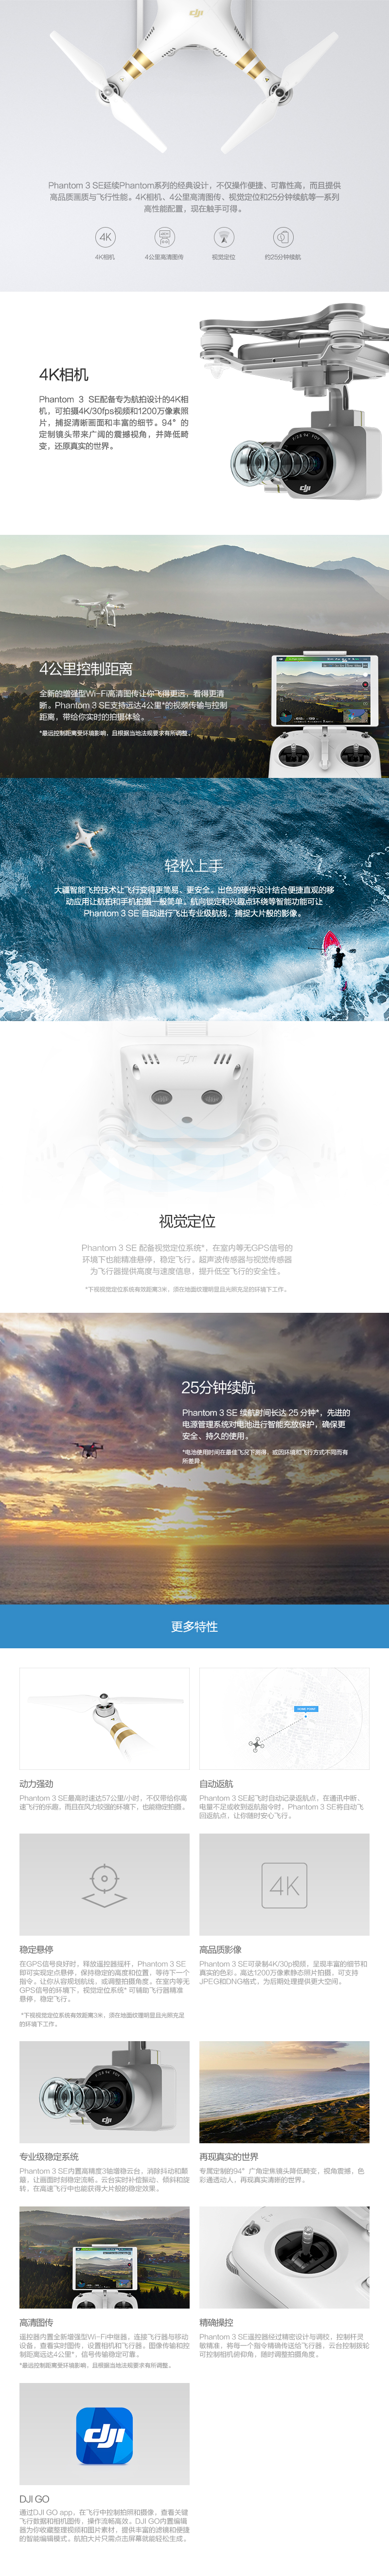 dji
Phantom 3 SE延续Phantom系列的经典设计，不仅操作便捷、可靠性高，而且提供
高品质画质与飞行性能。4K相机、4公里高清图传、视觉定位和25分钟续航等一系列
高性能配置，现在触手可得。
4K
4K相机
4公里高清图传
视觉定位
约25分钟续航
4K相机
Phantom 3 SE配备专为航拍设计的4K相
机，可拍摄4K/30fps视频和1200万像素照
片，捕捉清晰画面和丰富的细节。94°的
定制镜头带来广阔的震撼视角，并降低畸
变，还原真实的世界。
dji
4公里控制距离
全新的增强型Wi-Fi高清图传让你飞得更远，看得更清
晰。Phantom 3 SE支持远达4公里*的视频传输与控制
距离，带给你实时的拍摄体验。
*最远控制距离受环境影响，且根据当地法规要求有所调整。
轻松上手
大疆智能飞控技术让飞行变得更简易、更安全。出色的硬件设计结合便捷直观的移
动应用让航拍和手机拍摄一般简单。航向锁定和兴趣点环绕等智能功能可让
Phantom 3 SE 自动进行飞出专业级航线，捕捉大片般的影像。
dji
视觉定位
Phantom 3 SE 配备视觉定位系统*，在室内等无GPS信号的
环境下也能精准悬停，稳定飞行。超声波传感器与视觉传感器
为飞行器提供高度与速度信息，提升低空飞行的安全性。
*下视视觉定位系统有效距离3米，须在地面纹理明显且光照充足的环境下工作。
25分钟续航
Phantom 3 SE 续航时间长达 25 分钟*，先进的
电源管理系统对电池进行智能充放保护，确保更
安全、持久的使用。
*电池使用时间在最佳飞况下测得，或因环境和飞行方式不同而有
所差异。
更多特性
动力强劲
Phantom 3 SE最高时速达57公里/小时，不仅带给你高
速飞行的乐趣，而且在风力较强的环境下，也能稳定拍摄。
自动返航
Phantom 3 SE起飞时自动记录返航点，在通讯中断、
电量不足或收到返航指令时，Phantom 3 SE将自动飞
回返航点，让你随时安心飞行。
稳定悬停
在GPS信号良好时，释放遥控器摇杆，Phantom 3 SE
即可实现定点悬停，保持稳定的高度和位置，等待下一个
指令。让你从容规划航线，或调整拍摄角度。在室内等无
GPS信号的环境下，视觉定位系统* 可辅助飞行器精准
悬停，稳定飞行。
*下视视觉定位系统有效距离3米，须在地面纹理明显且光照充足
的环境下工作。
4K
高品质影像
Phantom 3 SE可录制4K/30p视频，呈现丰富的细节和
真实的色彩，高达1200万像素静态照片拍摄，可支持
JPEG和DNG格式，为后期处理提供更大空间。
dji
专业级稳定系统
Phantom 3 SE内置高精度3轴增稳云台，消除抖动和颠
簸，让画面时刻稳定流畅。云台实时补偿振动、倾斜和旋
转，在高速飞行中也能获得大片般的稳定效果。
再现真实的世界
专属定制的94°广角定焦镜头降低畸变，视角震撼，色
彩通透动人，再现真实清晰的世界。
高清图传
遥控器内置全新增强型Wi-Fi中继器，连接飞行器与移动
设备，查看实时图传，设置相机和飞行器。图像传输和控
制距离远达4公里*，信号传输稳定可靠。
*最远控制距离受环境影响，且根据当地法规要求有所调整。
精确操控
Phantom 3 SE遥控器经过精密设计与调校，控制杆灵
敏精准，将每一个指令精确传送给飞行器，云台控制拨轮
可控制相机俯仰角，随时调整拍摄角度。
dji
DJI GO
通过DJI GO app，在飞行中控制拍照和摄像，查看关键
飞行数据和相机图传，操作流畅高效，DJI GO内置编辑
器为你收藏整理视频和图片素材，提供丰富的滤镜和便捷
的智能编辑模式，航拍大片只需点击屏幕就能轻松生成。